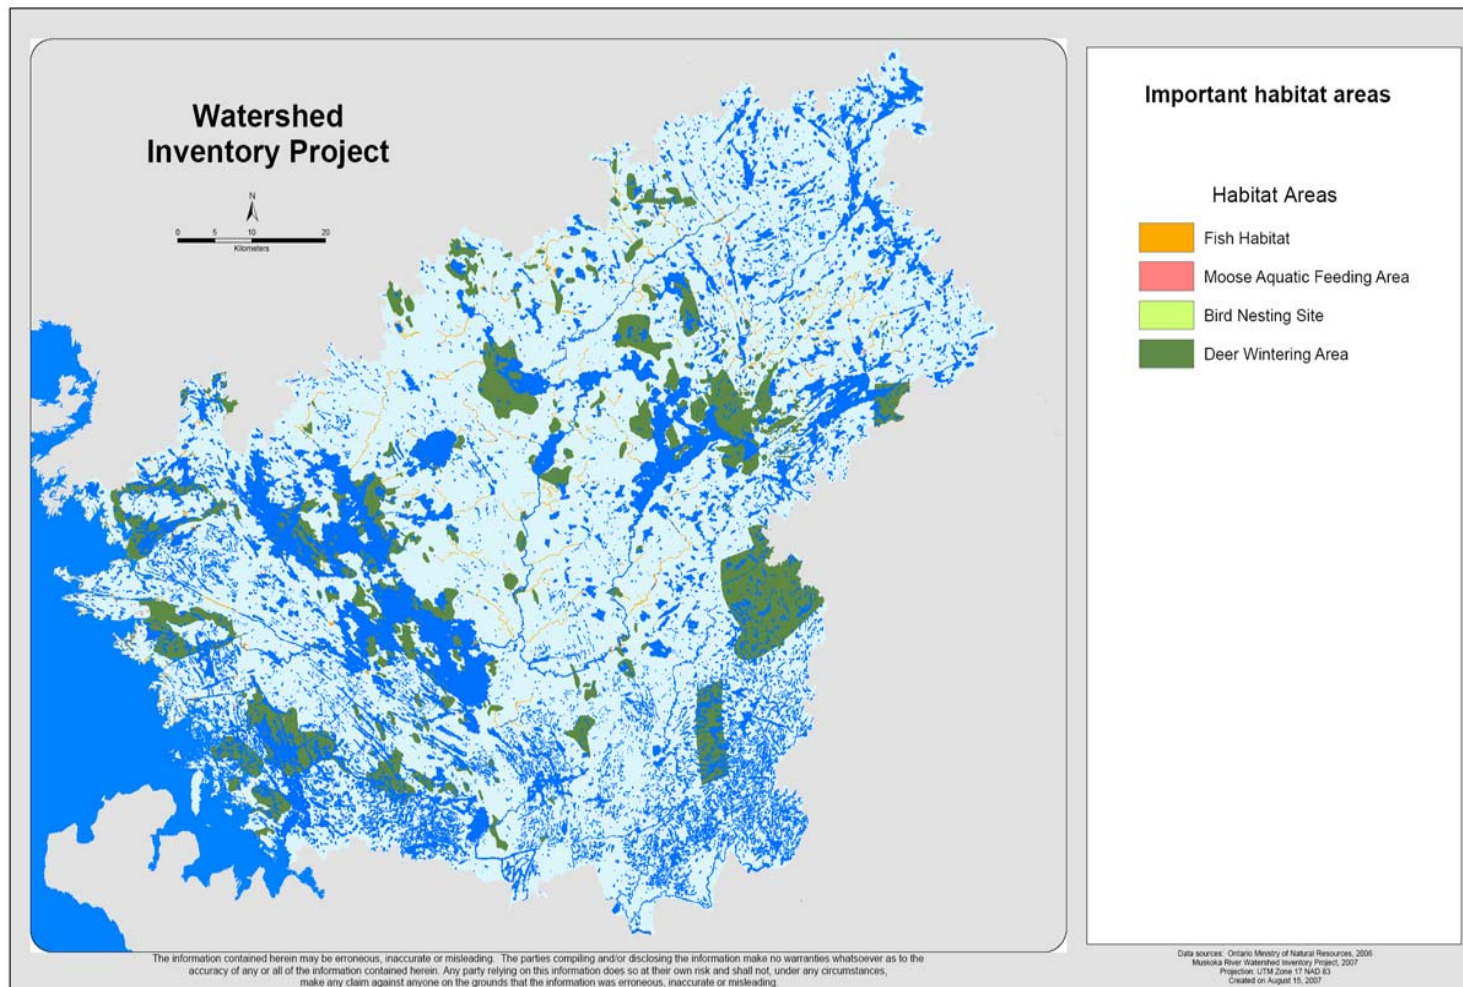 Watershed
Inventory Project
N
0 5 10 20
Kilometers
Important habitat areas
Habitat Areas
Fish Habitat
Moose Aquatic Feeding Area
Bird Nesting Site
Deer Wintering Area
The information contained herein may be erroneous, inaccurate or misleading. The parties compiling and/or disclosing the information make no warranties whatsoever as to the
accuracy of any or all of the information contained herein. Any party relying on this information does so at their own risk and shall not, under any circumstances,
make any claim against anyone on the grounds that the information was erroneous, inaccurate or misleading.
Data sources: Ontario Ministry of Natural Resources, 2006
Muskoka River Watershed Inventory Project, 2007
Projection: UTM Zone 17 NAD 83
Created on August 15, 2007